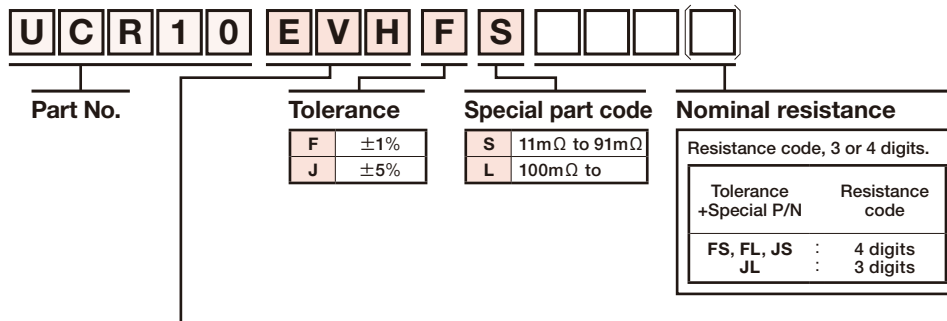 U C R 1 0 E V H F S
Part No. Tolerance Special part code Nominal resistance
F ±1%
J ±5%
S 11mΩ to 91mΩ
L 100mΩ to
Resistance code, 3 or 4 digits.
Tolerance +Special P/N Resistance code
FS, FL, JS : 4 digits
JL : 3 digits